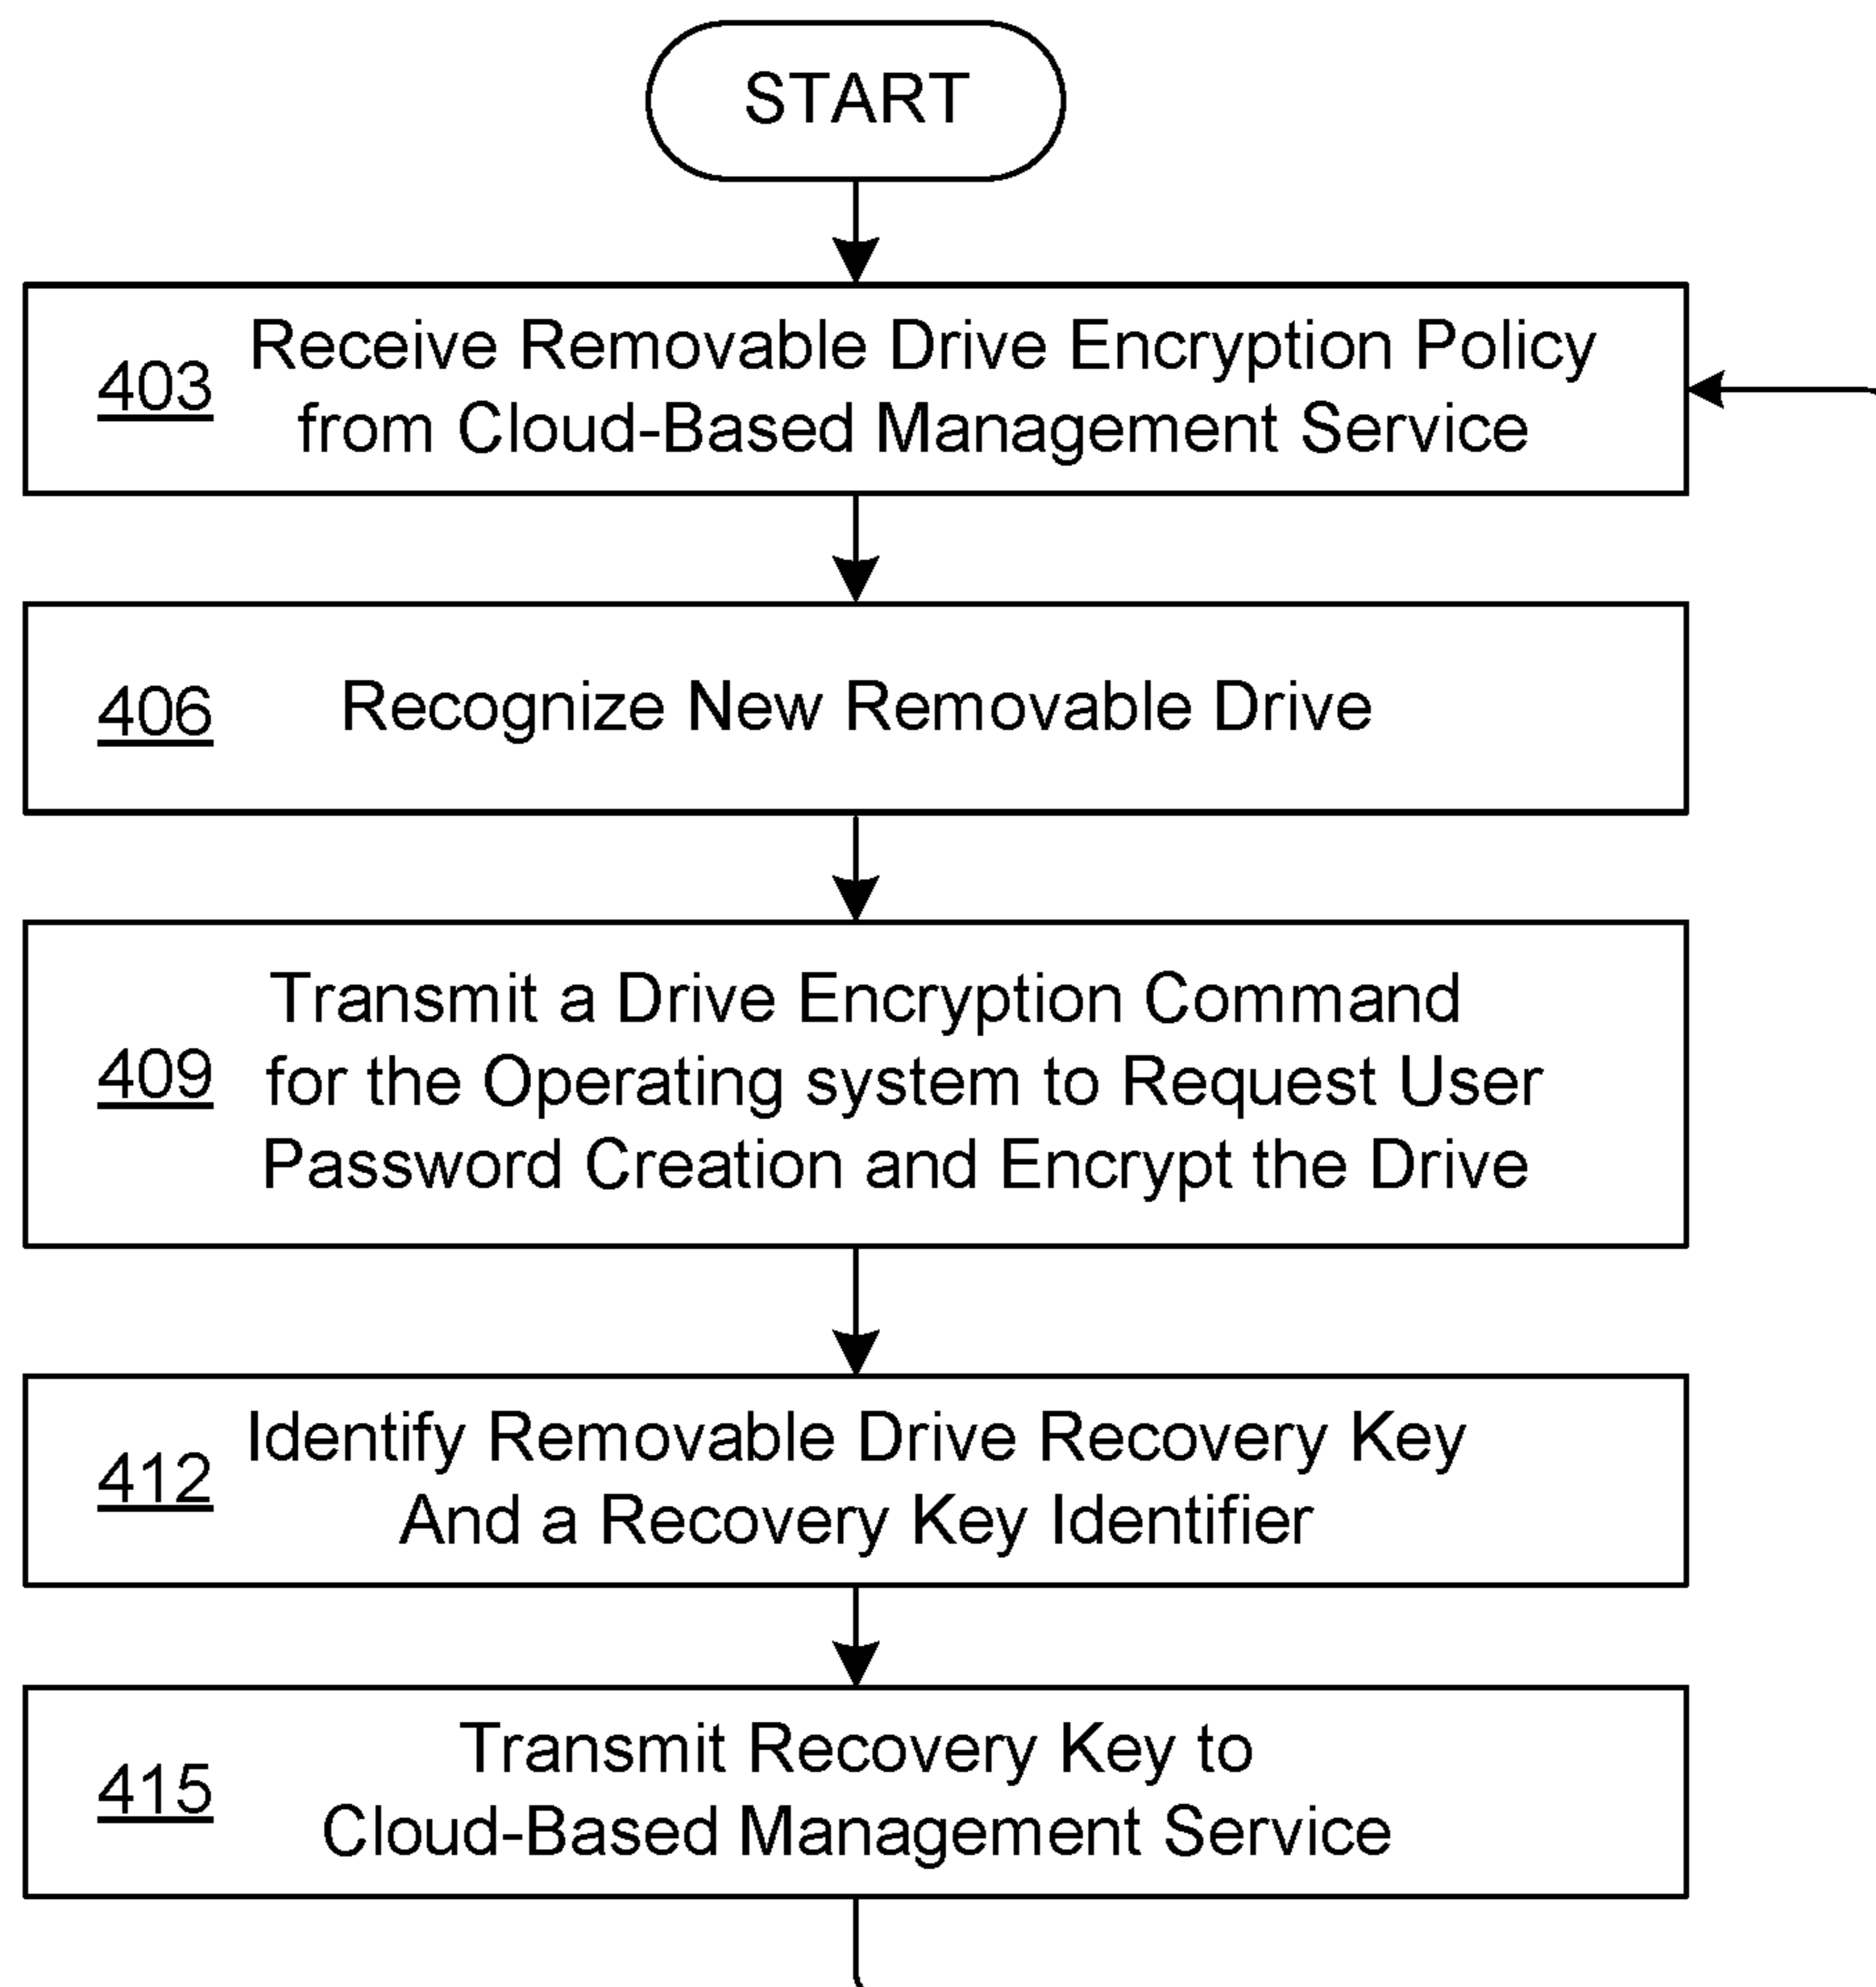 START
403
Receive Removable Drive Encryption Policy
from Cloud-Based Management Service
406
Recognize New Removable Drive
409
Transmit a Drive Encryption Command
for the Operating system to Request User
Password Creation and Encrypt the Drive
412
Identify Removable Drive Recovery Key
And a Recovery Key Identifier
415
Transmit Recovery Key to
Cloud-Based Management Service